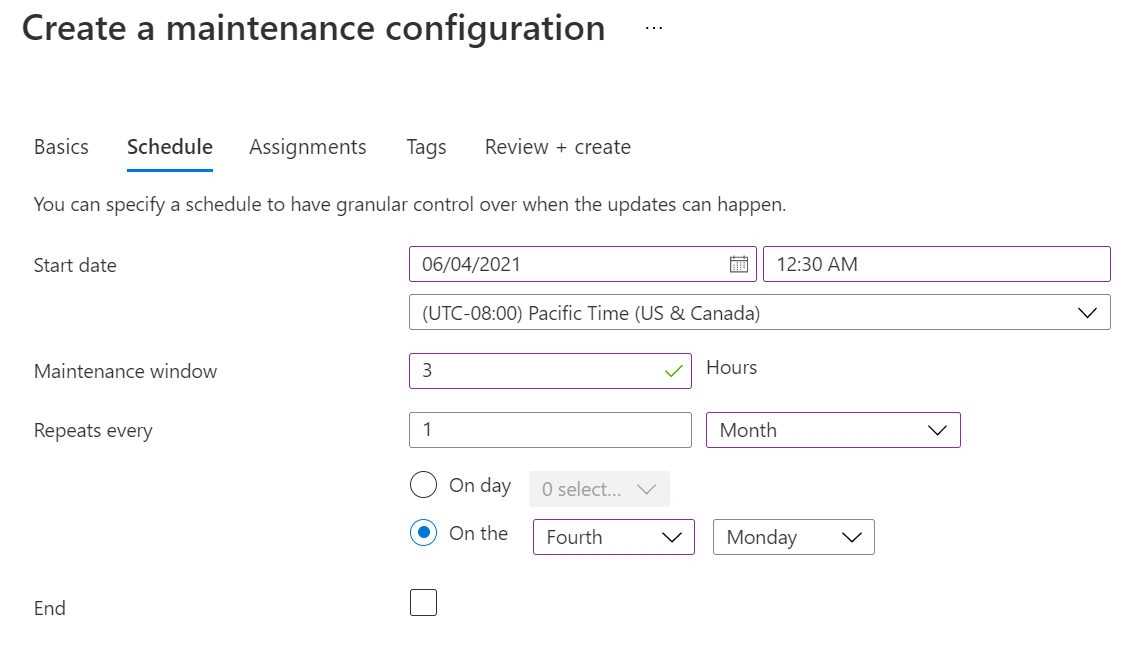 Create a maintenance configuration ...
Basics Schedule Assignments Tags Review + create
You can specify a schedule to have granular control over when the updates can happen.
Start date 06/04/2021 12:30 AM
(UTC-08:00) Pacific Time (US & Canada)
Maintenance window 3 Hours
Repeats every 1 Month
On day 0 select...
On the Fourth Monday
End